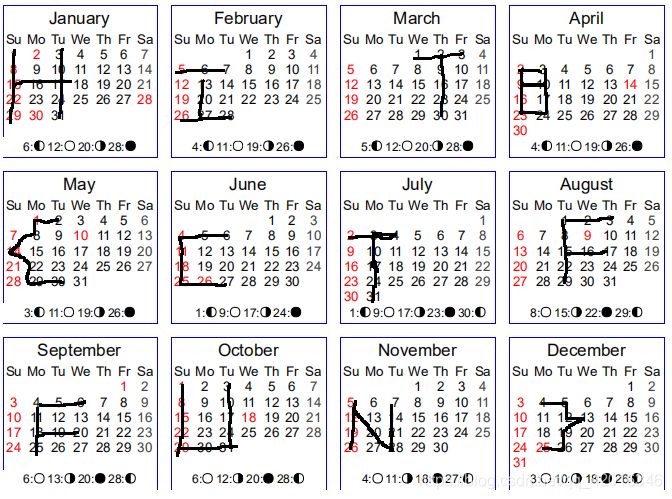 January
Su Mo Tu We Th Fr Sa
1 2 3 4 5 6 7
8 9 10 11 12 13 14
15 16 17 18 19 20 21
22 23 24 25 26 27 28
29 30 31
6:◐ 12:○ 20:◑ 28:●
February
Su Mo Tu We Th Fr Sa
1 2 3 4
5 6 7 8 9 10 11
12 13 14 15 16 17 18
19 20 21 22 23 24 25
26 27 28
4:◐ 11:○ 19:◑ 26:●
March
Su Mo Tu We Th Fr Sa
1 2 3 4
5 6 7 8 9 10 11
12 13 14 15 16 17 18
19 20 21 22 23 24 25
26 27 28 29 30 31
5:◐ 12:○ 20:◑ 28:●
April
Su Mo Tu We Th Fr Sa
1
2 3 4 5 6 7 8
9 10 11 12 13 14 15
16 17 18 19 20 21 22
23 24 25 26 27 28 29
30
4:◐ 11:○ 19:◑ 26:●
May
Su Mo Tu We Th Fr Sa
1 2 3 4 5 6
7 8 9 10 11 12 13
14 15 16 17 18 19 20
21 22 23 24 25 26 27
28 29 30 31
3:◐ 11:○ 19:◑ 26:●
June
Su Mo Tu We Th Fr Sa
1 2 3
4 5 6 7 8 9 10
11 12 13 14 15 16 17
18 19 20 21 22 23 24
25 26 27 28 29 30
1:◐ 9:○ 17:◑ 24:●
July
Su Mo Tu We Th Fr Sa
1
2 3 4 5 6 7 8
9 10 11 12 13 14 15
16 17 18 19 20 21 22
23 24 25 26 27 28 29
30 31
1:◐ 9:○ 17:◑ 23:● 30:◐
August
Su Mo Tu We Th Fr Sa
1 2 3 4 5
6 7 8 9 10 11 12
13 14 15 16 17 18 19
20 21 22 23 24 25 26
27 28 29 30 31
8:○ 15:◑ 22:● 29:◐
September
Su Mo Tu We Th Fr Sa
1 2
3 4 5 6 7 8 9
10 11 12 13 14 15 16
17 18 19 20 21 22 23
24 25 26 27 28 29 30
6:○ 13:◑ 20:● 28:◐
October
Su Mo Tu We Th Fr Sa
1 2 3 4 5 6 7
8 9 10 11 12 13 14
15 16 17 18 19 20 21
22 23 24 25 26 27 28
29 30 31
6:○ 12:◑ 20:● 28:◐
November
Su Mo Tu We Th Fr Sa
1 2 3 4
5 6 7 8 9 10 11
12 13 14 15 16 17 18
19 20 21 22 23 24 25
26 27 28 29 30
4:○ 11:◑ 18:● 27:◐
December
Su Mo Tu We Th Fr Sa
1 2
3 4 5 6 7 8 9
10 11 12 13 14 15 16
17 18 19 20 21 22 23
24 25 26 27 28 29 30
31
3:○ 10:◑ 18:● 26:◐